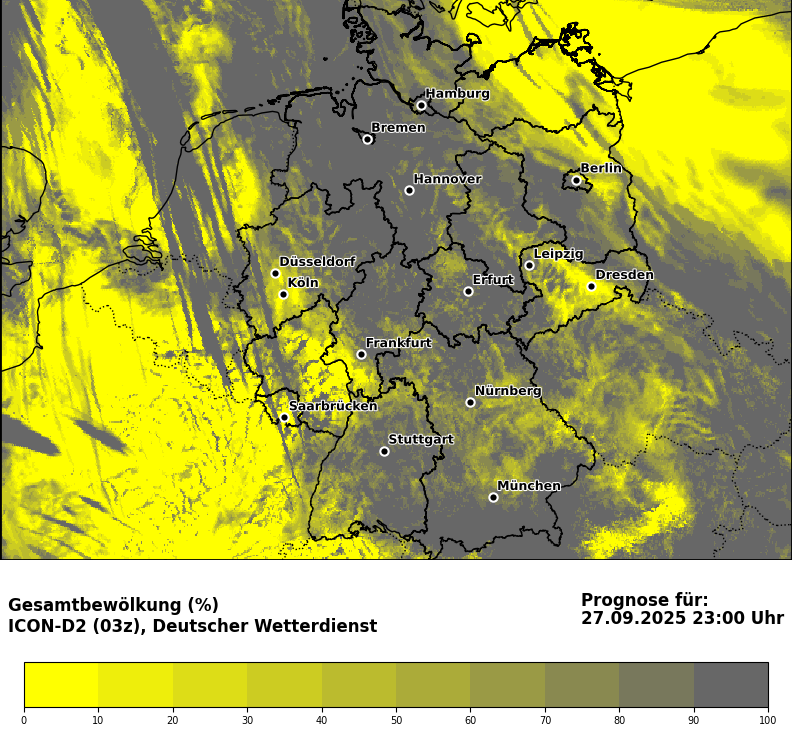 Hamburg
Bremen
Berlin
Hannover
Leipzig
Düsseldorf
Dresden
Köln
Erfurt
Frankfurt
Nürnberg
Saarbrücken
Stuttgart
München
Gesamtbewölkung (%)
ICON-D2 (03z), Deutscher Wetterdienst
Prognose für:
27.09.2025 23:00 Uhr
0 10 20 30 40 50 60 70 80 90 100